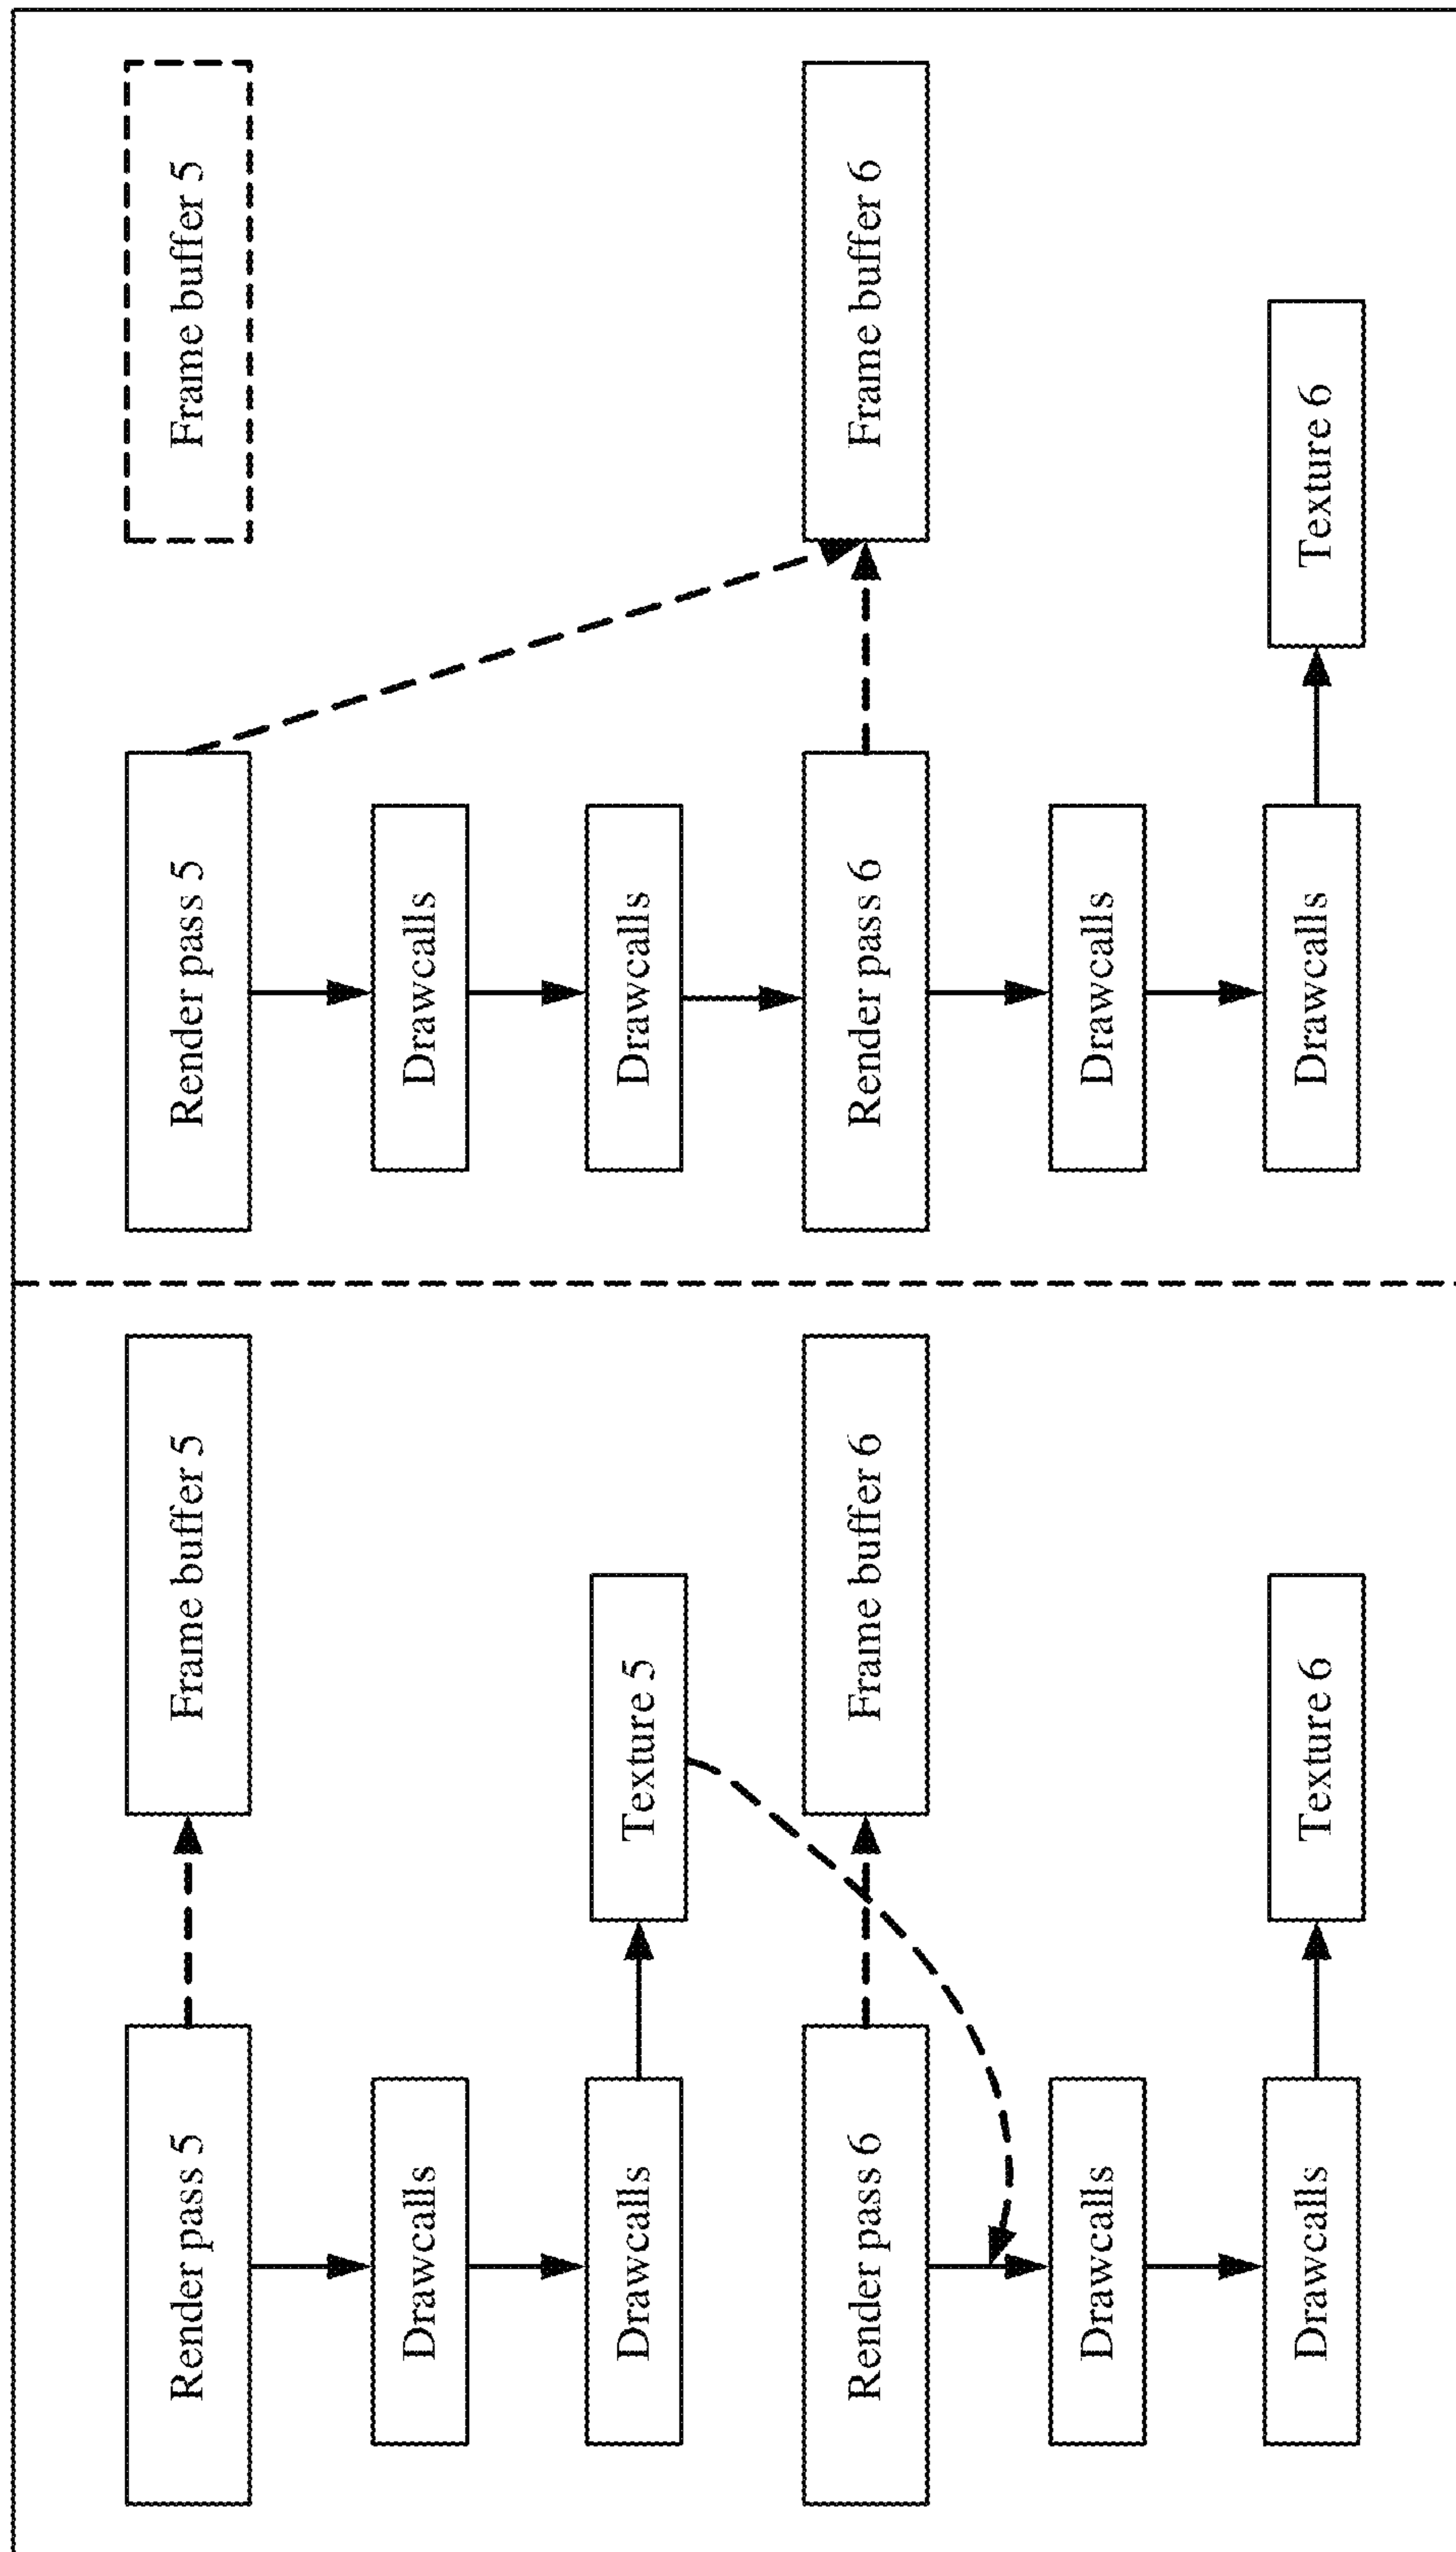 Render pass 5
Frame buffer 5
Drawcalls
Drawcalls
Texture 5
Render pass 6
Frame buffer 6
Drawcalls
Drawcalls
Texture 6
Render pass 5
Frame buffer 5
Drawcalls
Drawcalls
Render pass 6
Frame buffer 6
Drawcalls
Drawcalls
Texture 6